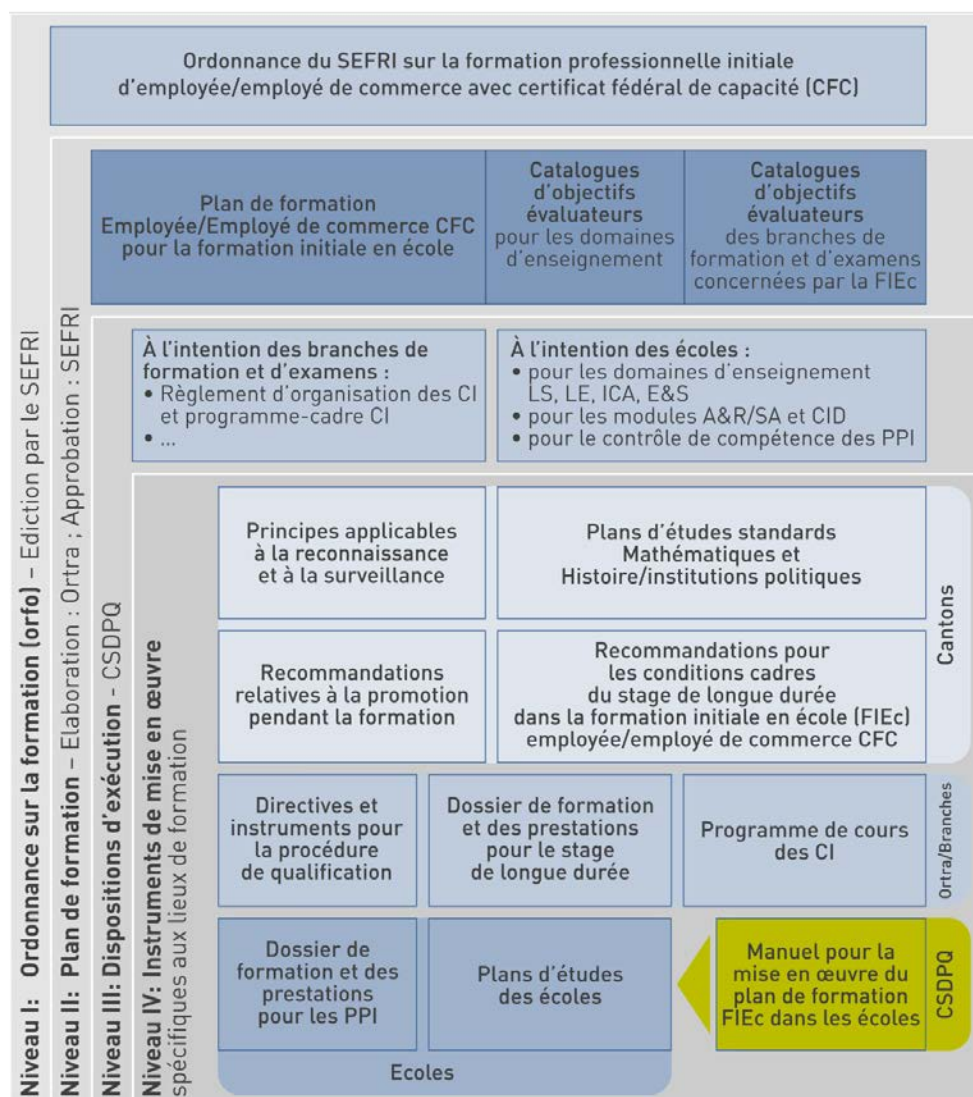 Ordonnance du SEFRI sur la formation professionnelle initiale
d'employée/employé de commerce avec certificat fédéral de capacité (CFC)
Plan de formation
Employée/Employé de commerce CFC
pour la formation initiale en école
Catalogues
d'objectifs
évaluateurs
pour les domaines
d'enseignement
Catalogues
d'objectifs
évaluateurs
des branches de
formation et d'examens
concernées par la FIEc
À l'intention des branches de
formation et d'examens :
• Règlement d'organisation des CI
et programme-cadre CI
• ...
À l'intention des écoles :
• pour les domaines d'enseignement
LS, LE, ICA, E&S
• pour les modules A&R/SA et CID
• pour le contrôle de compétence des PPI
Principes applicables
à la reconnaissance
et à la surveillance
Plans d'études standards
Mathématiques et
Histoire/institutions politiques
Recommandations
relatives à la promotion
pendant la formation
Recommandations pour
les conditions cadres
du stage de longue durée
dans la formation initiale en école (FIEc)
employée/employé de commerce CFC
Cantons
Directives et
instruments pour
la procédure
de qualification
Dossier de formation
et des prestations
pour le stage
de longue durée
Programme de cours
des CI
Ortra/Branches
Dossier de
formation et des
prestations
pour les PPI
Plans d'études
des écoles
Manuel pour la
mise en œuvre du
plan de formation
FIEc dans les écoles
CSDPQ
Ecoles
Niveau I: Ordonnance sur la formation (orfo) – Ediction par le SEFRI
Niveau II: Plan de formation – Elaboration : Ortra ; Approbation : SEFRI
Niveau III: Dispositions d'exécution - CSDPQ
Niveau IV: Instruments de mise en œuvre
spécifiques aux lieux de formation